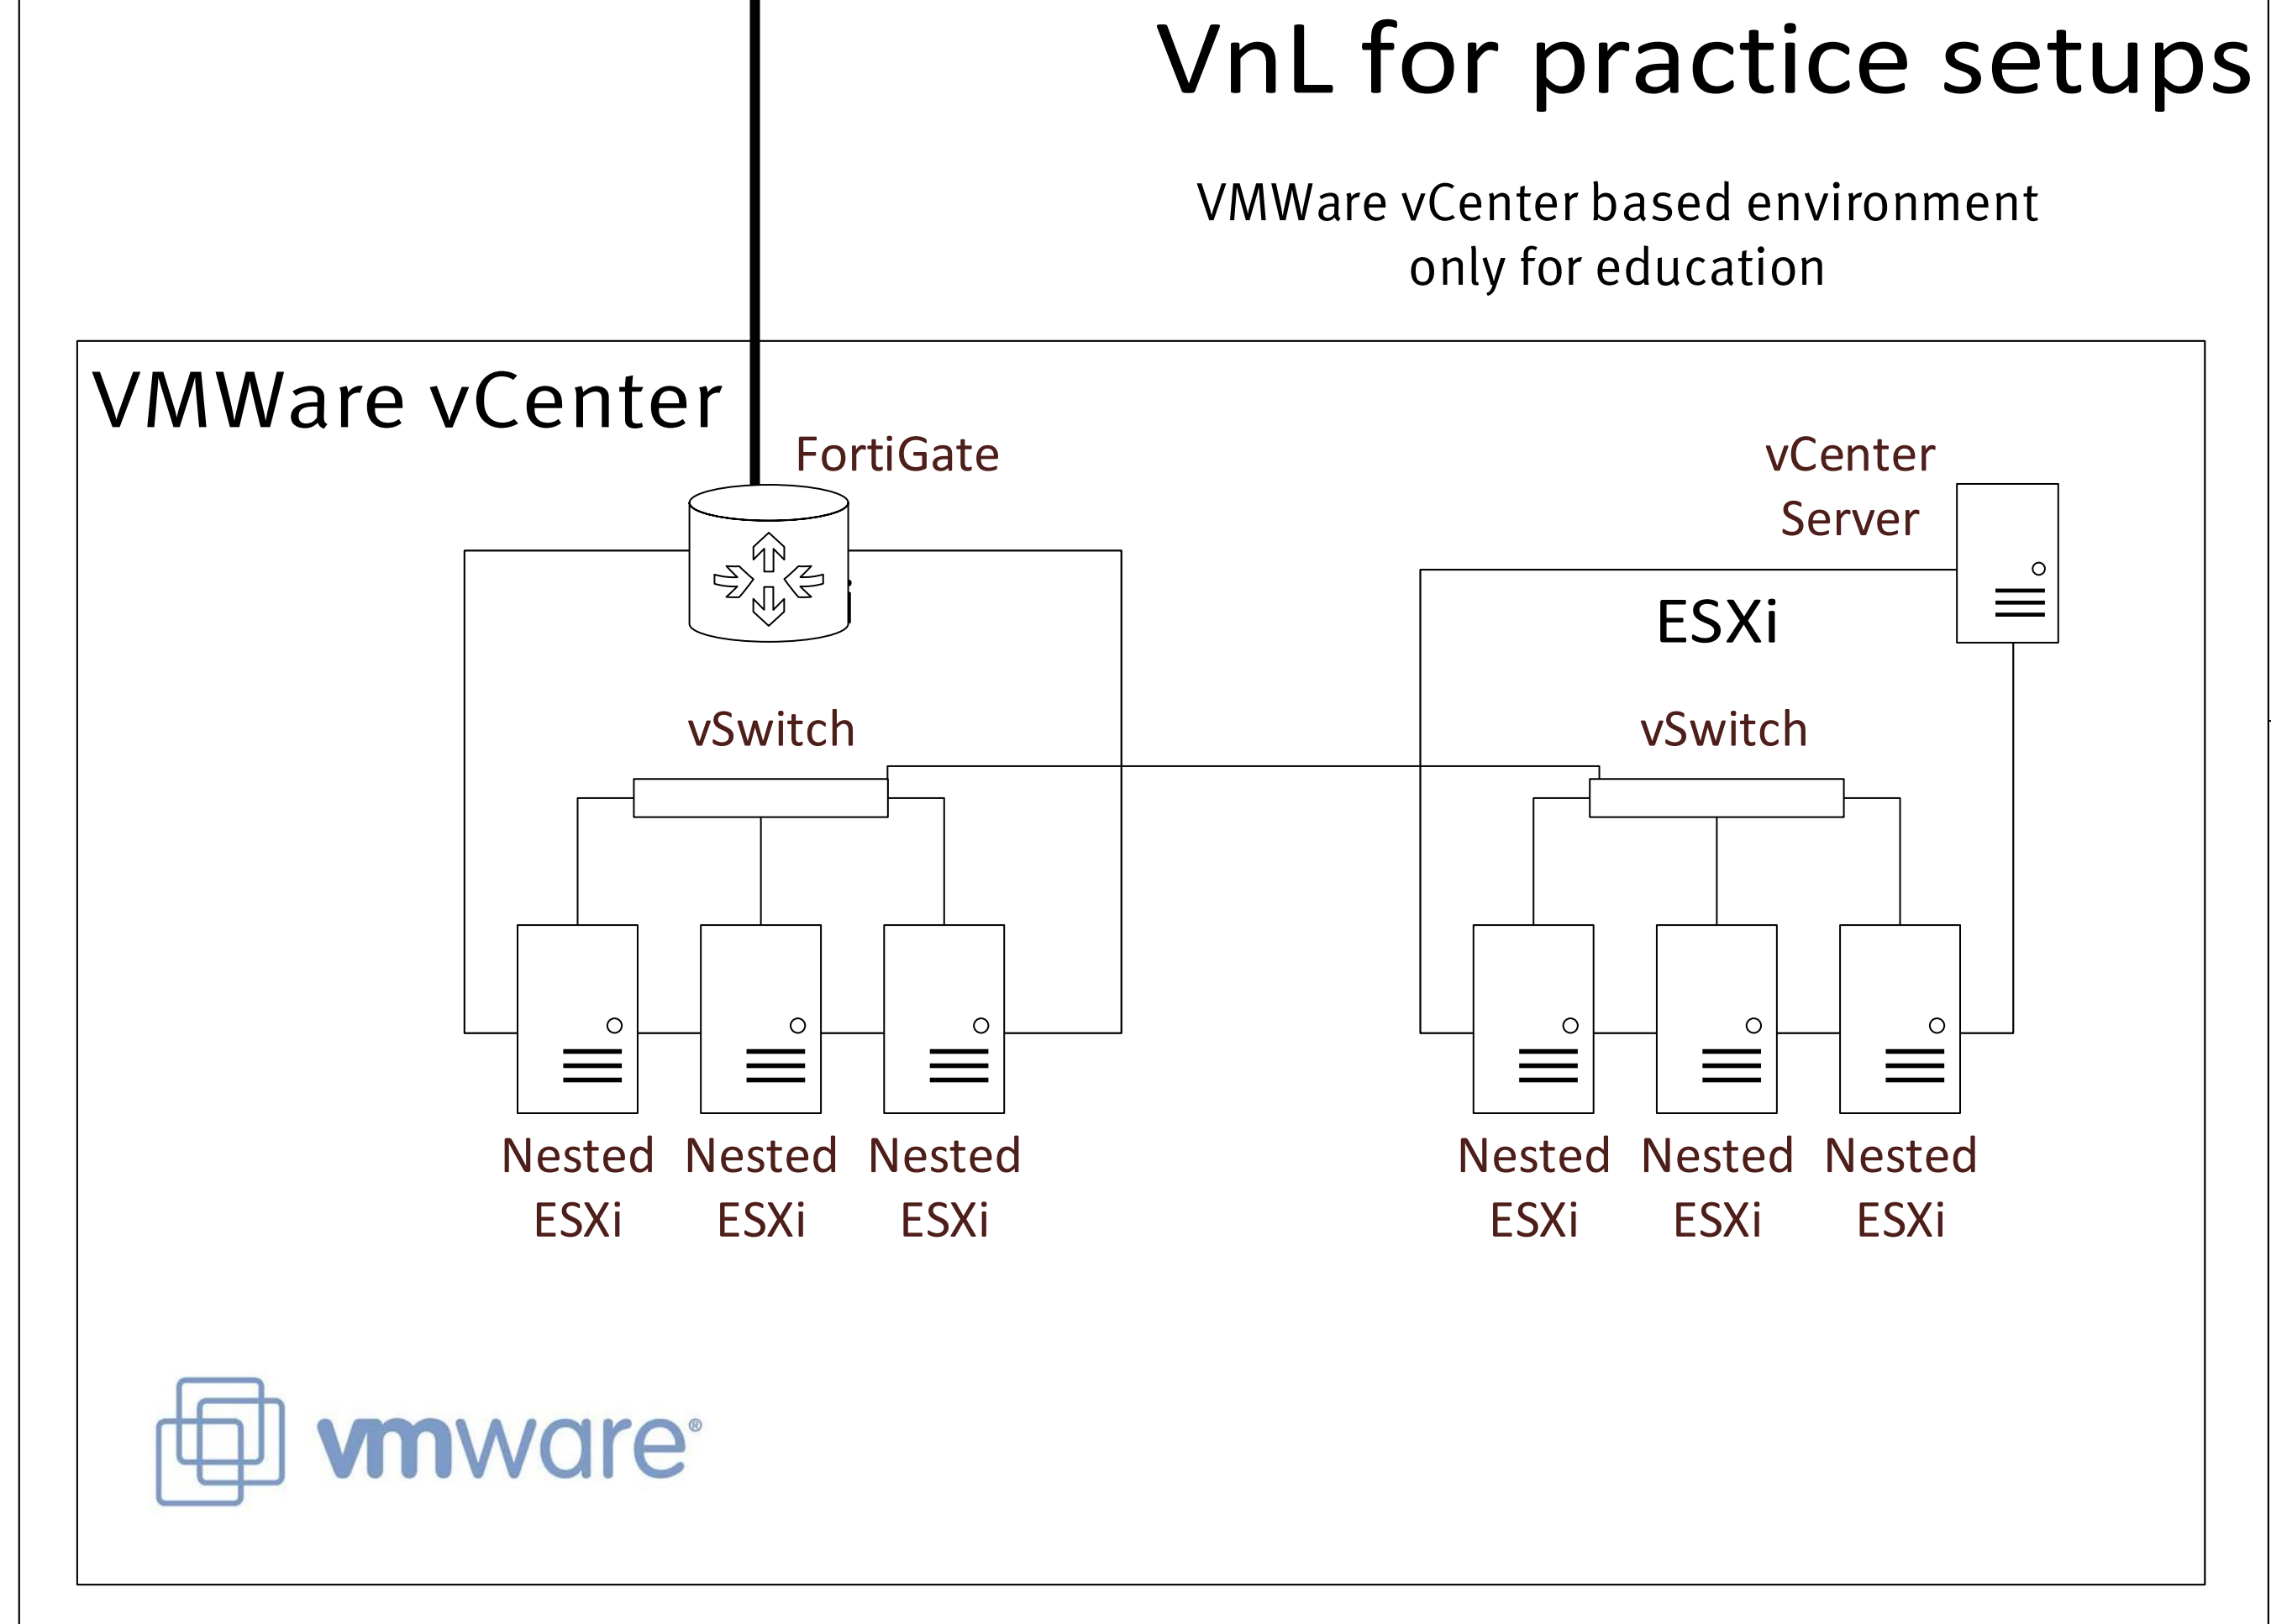 VnL for practice setups
VMWare vCenter based environment
only for education
VMWare vCenter
FortiGate
vCenter
Server
ESXi
vSwitch
vSwitch
Nested
ESXi
Nested
ESXi
Nested
ESXi
Nested
ESXi
Nested
ESXi
Nested
ESXi
vmware®